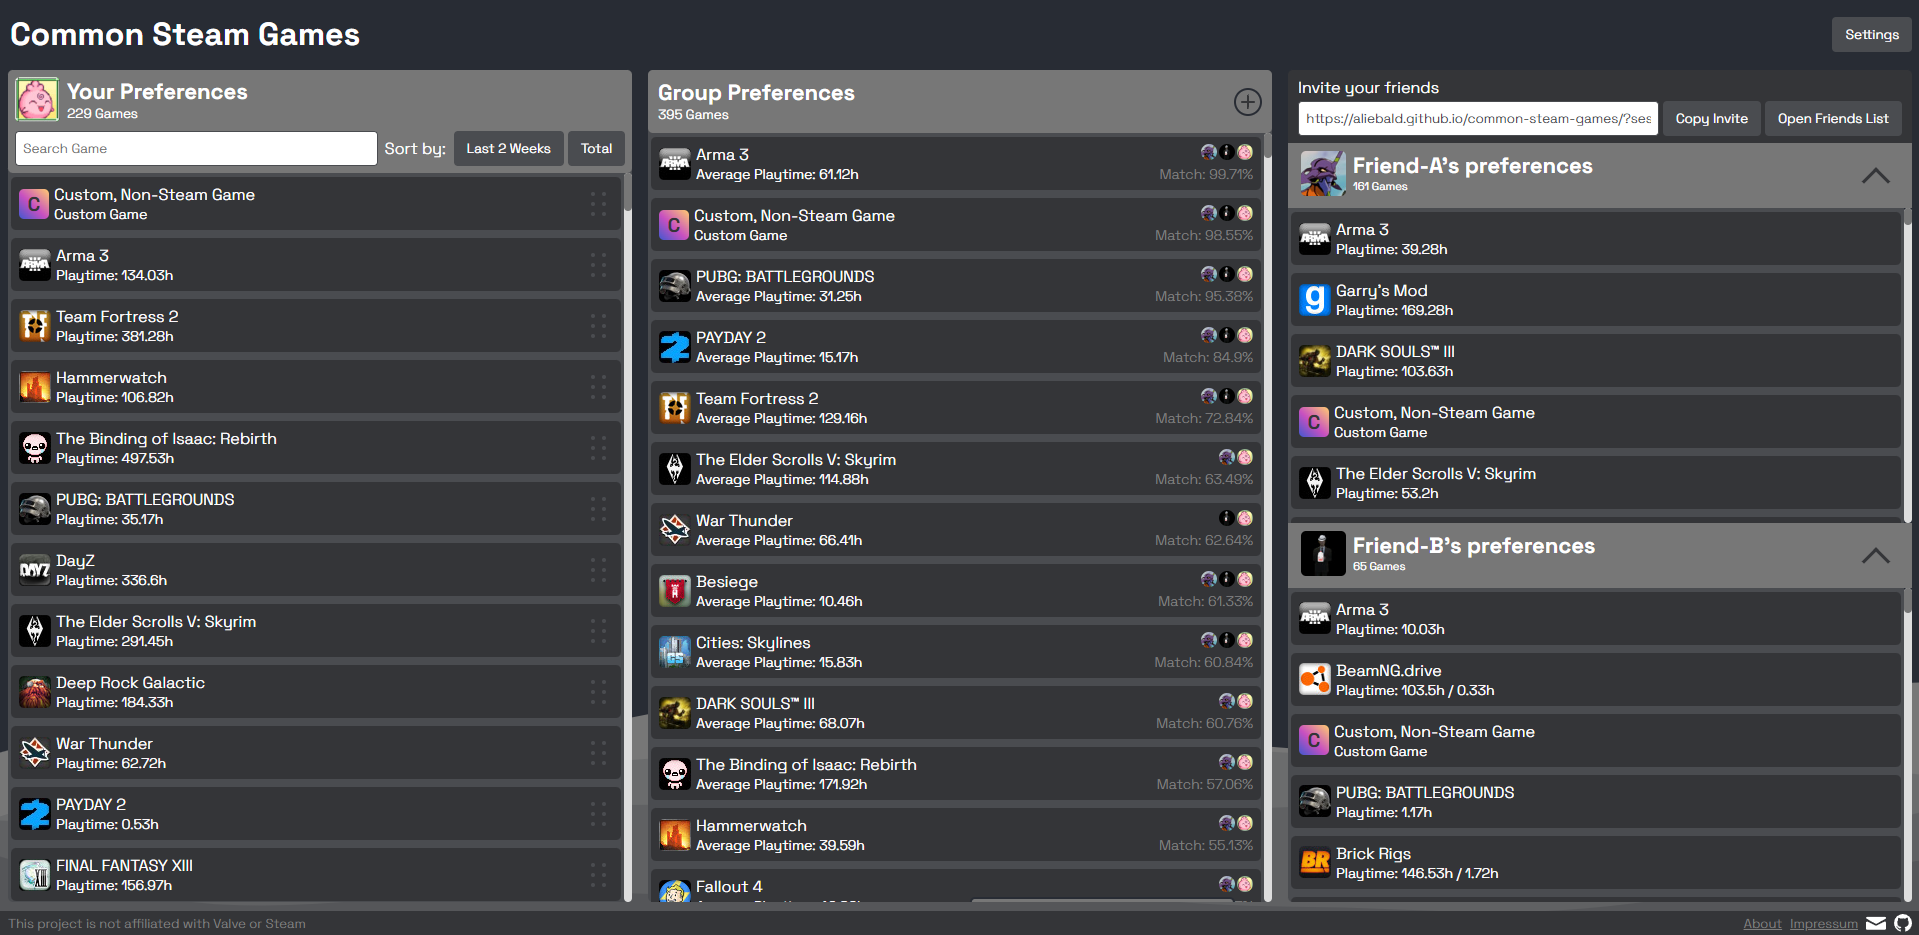 Common Steam Games
Settings
Your Preferences
229 Games
Search Game
Sort by:
Last 2 Weeks
Total
C
Custom, Non-Steam Game
Custom Game
Arma 3
Playtime: 134.03h
Team Fortress 2
Playtime: 381.28h
Hammerwatch
Playtime: 106.82h
The Binding of Isaac: Rebirth
Playtime: 497.53h
PUBG: BATTLEGROUNDS
Playtime: 35.17h
DAYZ
DayZ
Playtime: 336.6h
The Elder Scrolls V: Skyrim
Playtime: 291.45h
Deep Rock Galactic
Playtime: 184.33h
War Thunder
Playtime: 62.72h
PAYDAY 2
Playtime: 0.53h
XIII
FINAL FANTASY XIII
Playtime: 156.97h
Group Preferences
395 Games
Arma 3
Average Playtime: 61.12h
Match: 99.71%
C
Custom, Non-Steam Game
Custom Game
Match: 98.55%
PUBG: BATTLEGROUNDS
Average Playtime: 31.25h
Match: 95.38%
PAYDAY 2
Average Playtime: 15.17h
Match: 84.9%
Team Fortress 2
Average Playtime: 129.16h
Match: 72.84%
The Elder Scrolls V: Skyrim
Average Playtime: 114.88h
Match: 63.49%
War Thunder
Average Playtime: 66.41h
Match: 62.64%
Besiege
Average Playtime: 10.46h
Match: 61.33%
Cities: Skylines
Average Playtime: 15.83h
Match: 60.84%
DARK SOULS™ III
Average Playtime: 68.07h
Match: 60.76%
The Binding of Isaac: Rebirth
Average Playtime: 171.92h
Match: 57.06%
Hammerwatch
Average Playtime: 39.59h
Match: 55.13%
Fallout 4
Invite your friends
https://aliebald.github.io/common-steam-games/?ses
Copy Invite
Open Friends List
Friend-A's preferences
161 Games
Arma 3
Playtime: 39.28h
g
Garry's Mod
Playtime: 169.28h
DARK SOULS™ III
Playtime: 103.63h
C
Custom, Non-Steam Game
Custom Game
The Elder Scrolls V: Skyrim
Playtime: 53.2h
Friend-B's preferences
65 Games
Arma 3
Playtime: 10.03h
BeamNG.drive
Playtime: 103.5h / 0.33h
C
Custom, Non-Steam Game
Custom Game
PUBG: BATTLEGROUNDS
Playtime: 1.17h
BR
Brick Rigs
Playtime: 146.53h / 1.72h
This project is not affiliated with Valve or Steam
About
Impressum